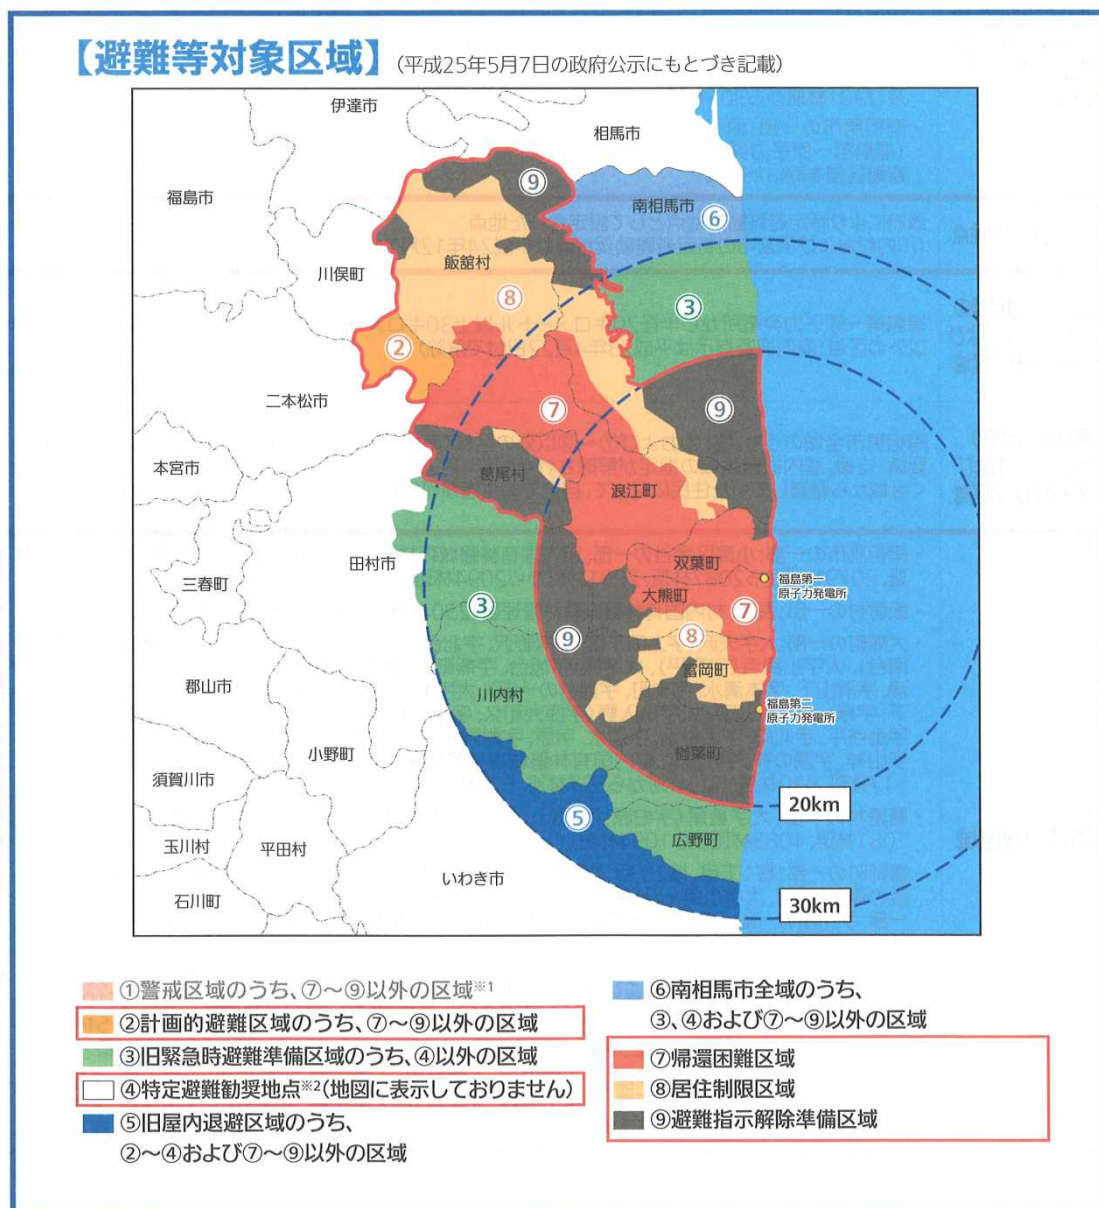 【避難等対象区域】(平成25年5月7日の政府公示にもとづき記載)
伊達市
相馬市
⑨
福島市
南相馬市
⑥
飯舘村
川俣町
⑧
③
②
二本松市
⑦
⑨
本宮市
葛尾村
浪江町
田村市
双葉町
三春町
福島第一
原子力発電所
大熊町
③
⑦
⑨
⑧
郡山市
富岡町
川内村
福島第二
原子力発電所
小野町
楢葉町
須賀川市
20km
⑤
玉川村
平田村
広野町
いわき市
石川町
30km
①警戒区域のうち、⑦～⑨以外の区域※1
②計画的避難区域のうち、⑦～⑨以外の区域
③旧緊急時避難準備区域のうち、④以外の区域
④特定避難勧奨地点※2(地図に表示しておりません)
⑤旧屋内退避区域のうち、
②～④および⑦～⑨以外の区域
⑥南相馬市全域のうち、
③、④および⑦～⑨以外の区域
⑦帰還困難区域
⑧居住制限区域
⑨避難指示解除準備区域